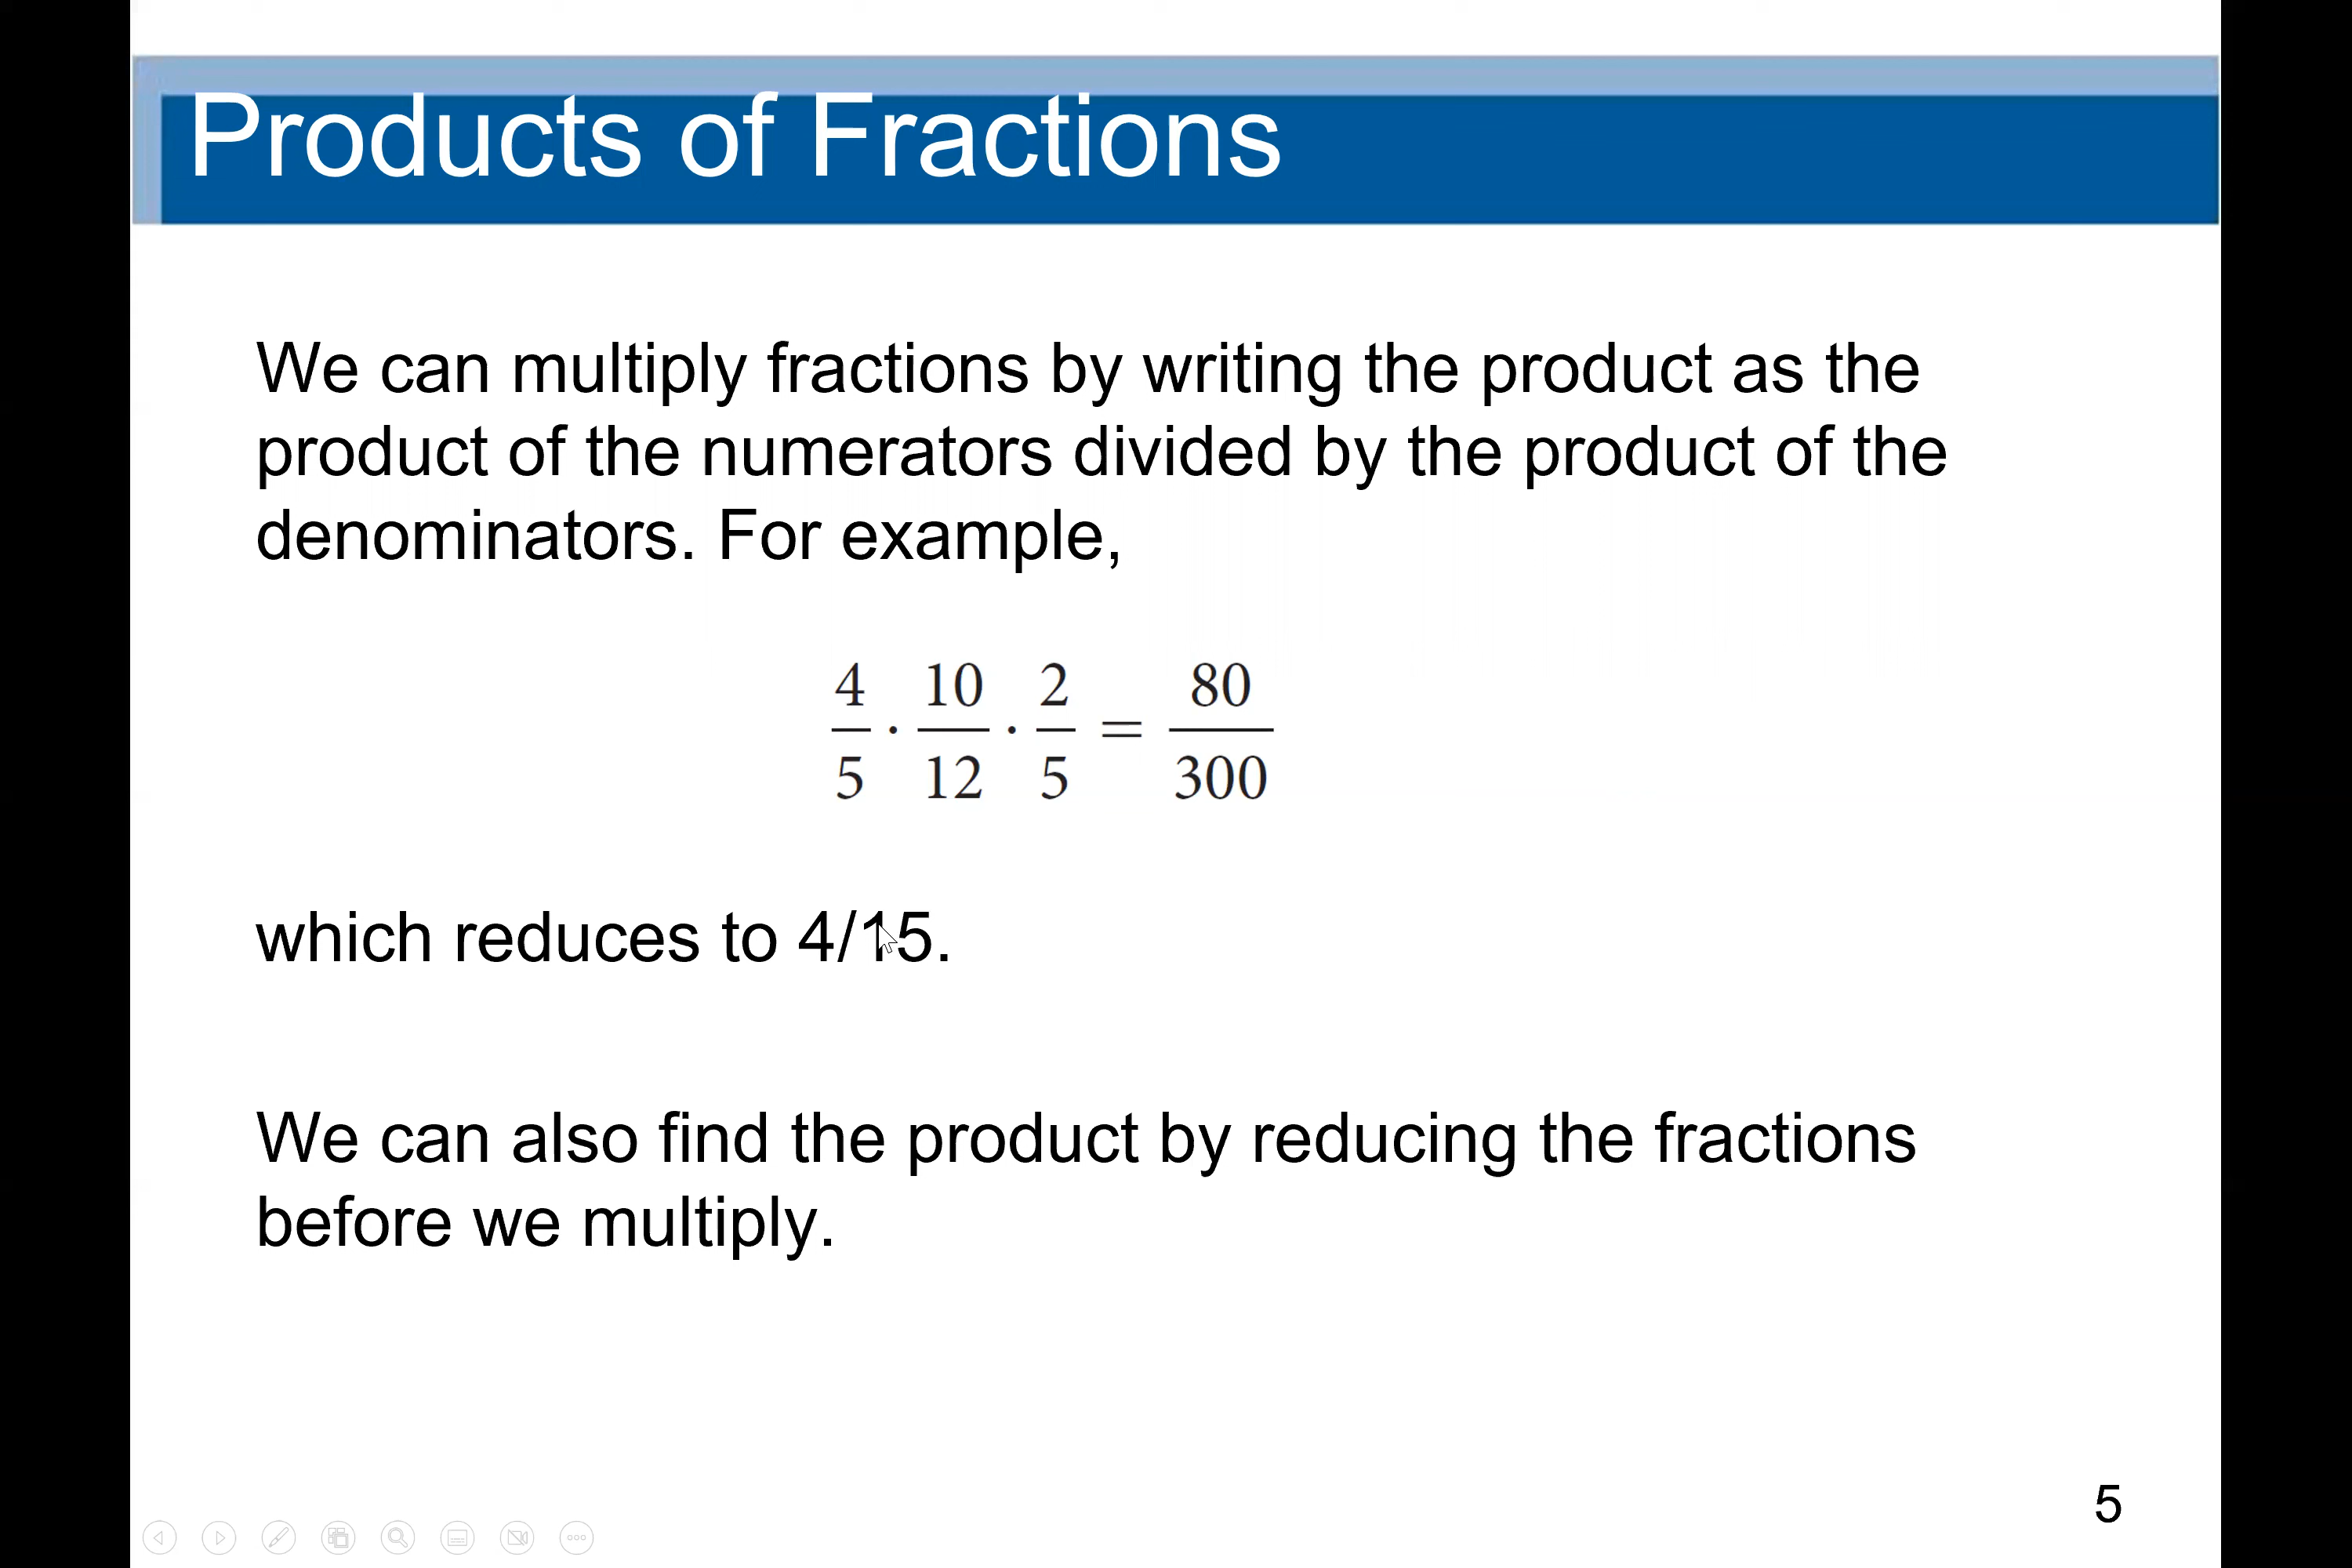 Products of Fractions
We can multiply fractions by writing the product as the
product of the numerators divided by the product of the
denominators. For example,
4/5 · 10/12 · 2/5 = 80/300
which reduces to 4/15.
We can also find the product by reducing the fractions
before we multiply.
5